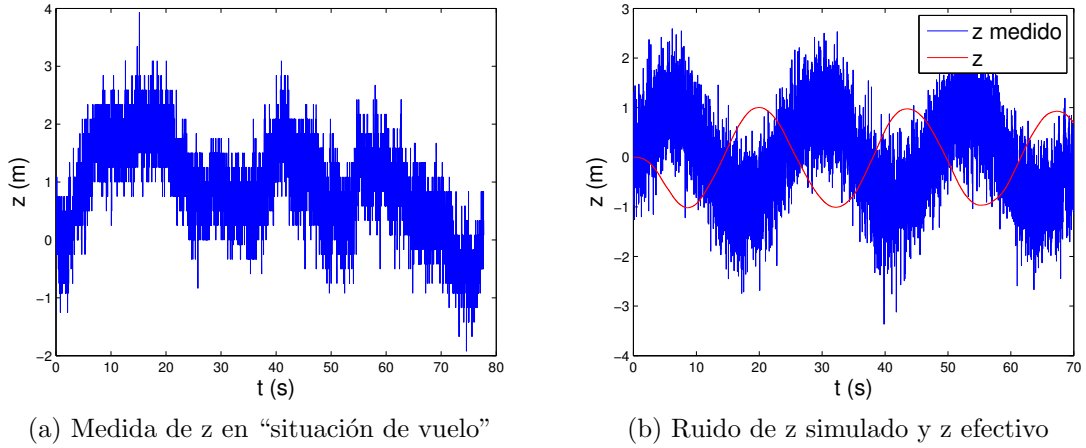 4
3
2
1
0
−1
−2
0 10 20 30 40 50 60 70 80
z (m)
t (s)
(a) Medida de z en “situación de vuelo”
3
2
1
0
−1
−2
−3
−4
0 10 20 30 40 50 60 70
z (m)
t (s)
z medido
z
(b) Ruido de z simulado y z efectivo